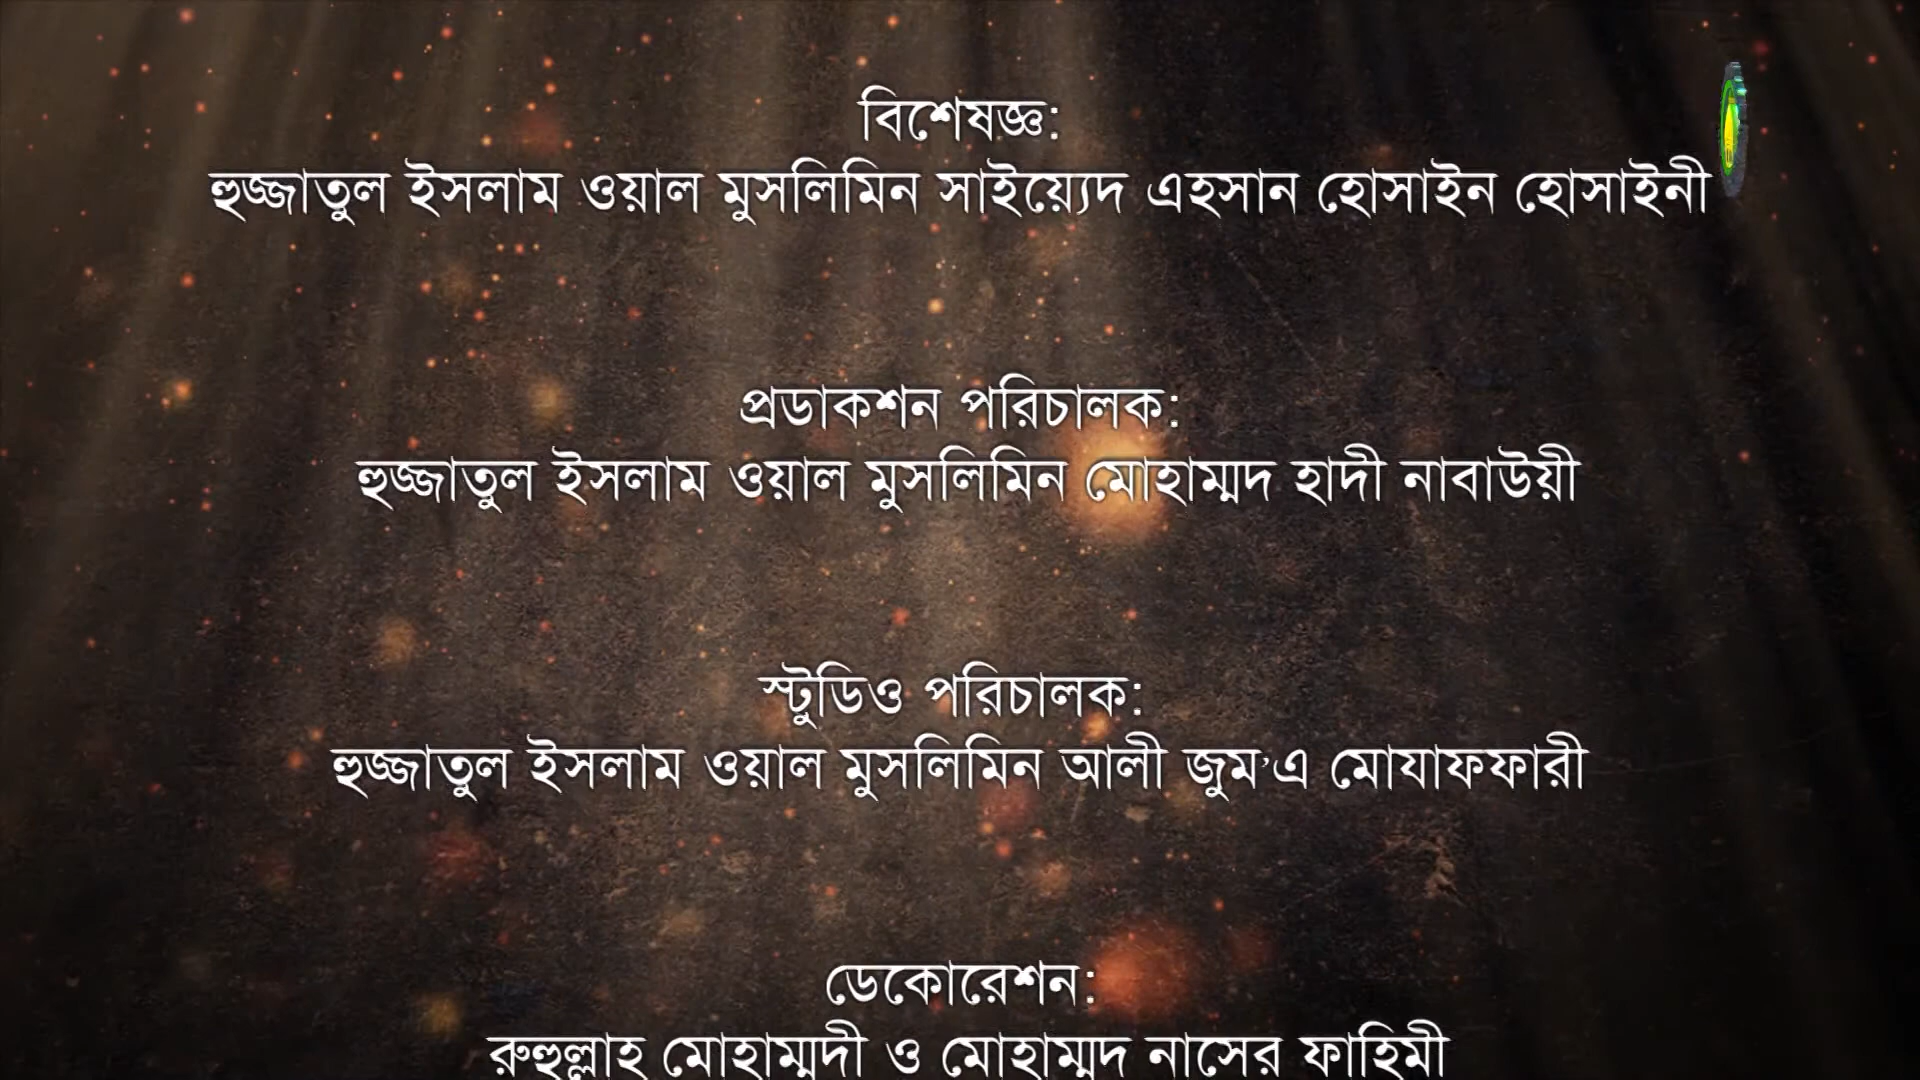 বিশেষজ্ঞ:
হুজ্জাতুল ইসলাম ওয়াল মুসলিমিন সাইয়্যেদ এহসান হোসাইন হোসাইনী
প্রডাকশন পরিচালক:
হুজ্জাতুল ইসলাম ওয়াল মুসলিমিন মোহাম্মদ হাদী নাবাউয়ী
স্টুডিও পরিচালক:
হুজ্জাতুল ইসলাম ওয়াল মুসলিমিন আলী জুম’এ মোযাফফারী
ডেকোরেশন:
রুহুল্লাহ মোহাম্মদী ও মোহাম্মদ নাসের ফাহিমী